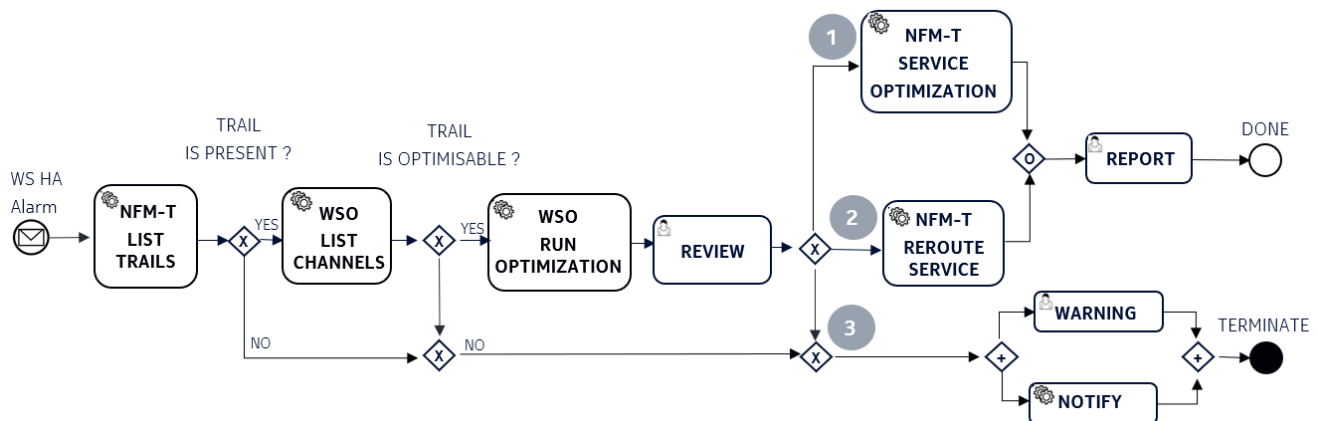 WS HA
Alarm
NFM-T
LIST
TRAILS
TRAIL
IS PRESENT ?
X
YES
NO
WSO
LIST
CHANNELS
TRAIL
IS OPTIMISABLE ?
X
YES
X
NO
WSO
RUN
OPTIMIZATION
REVIEW
X
1
NFM-T
SERVICE
OPTIMIZATION
2
NFM-T
REROUTE
SERVICE
O
REPORT
DONE
3
X
+
WARNING
NOTIFY
+
TERMINATE